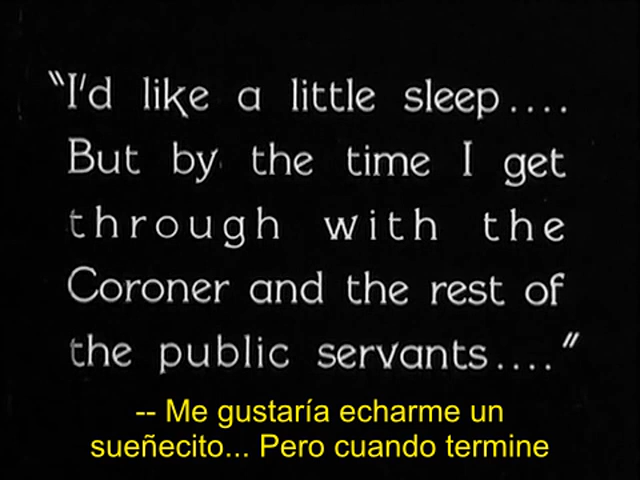 "I'd like a little sleep....
But by the time I get
through with the
Coroner and the rest of
the public servants...."
-- Me gustaría echarme un
sueñecito... Pero cuando termine